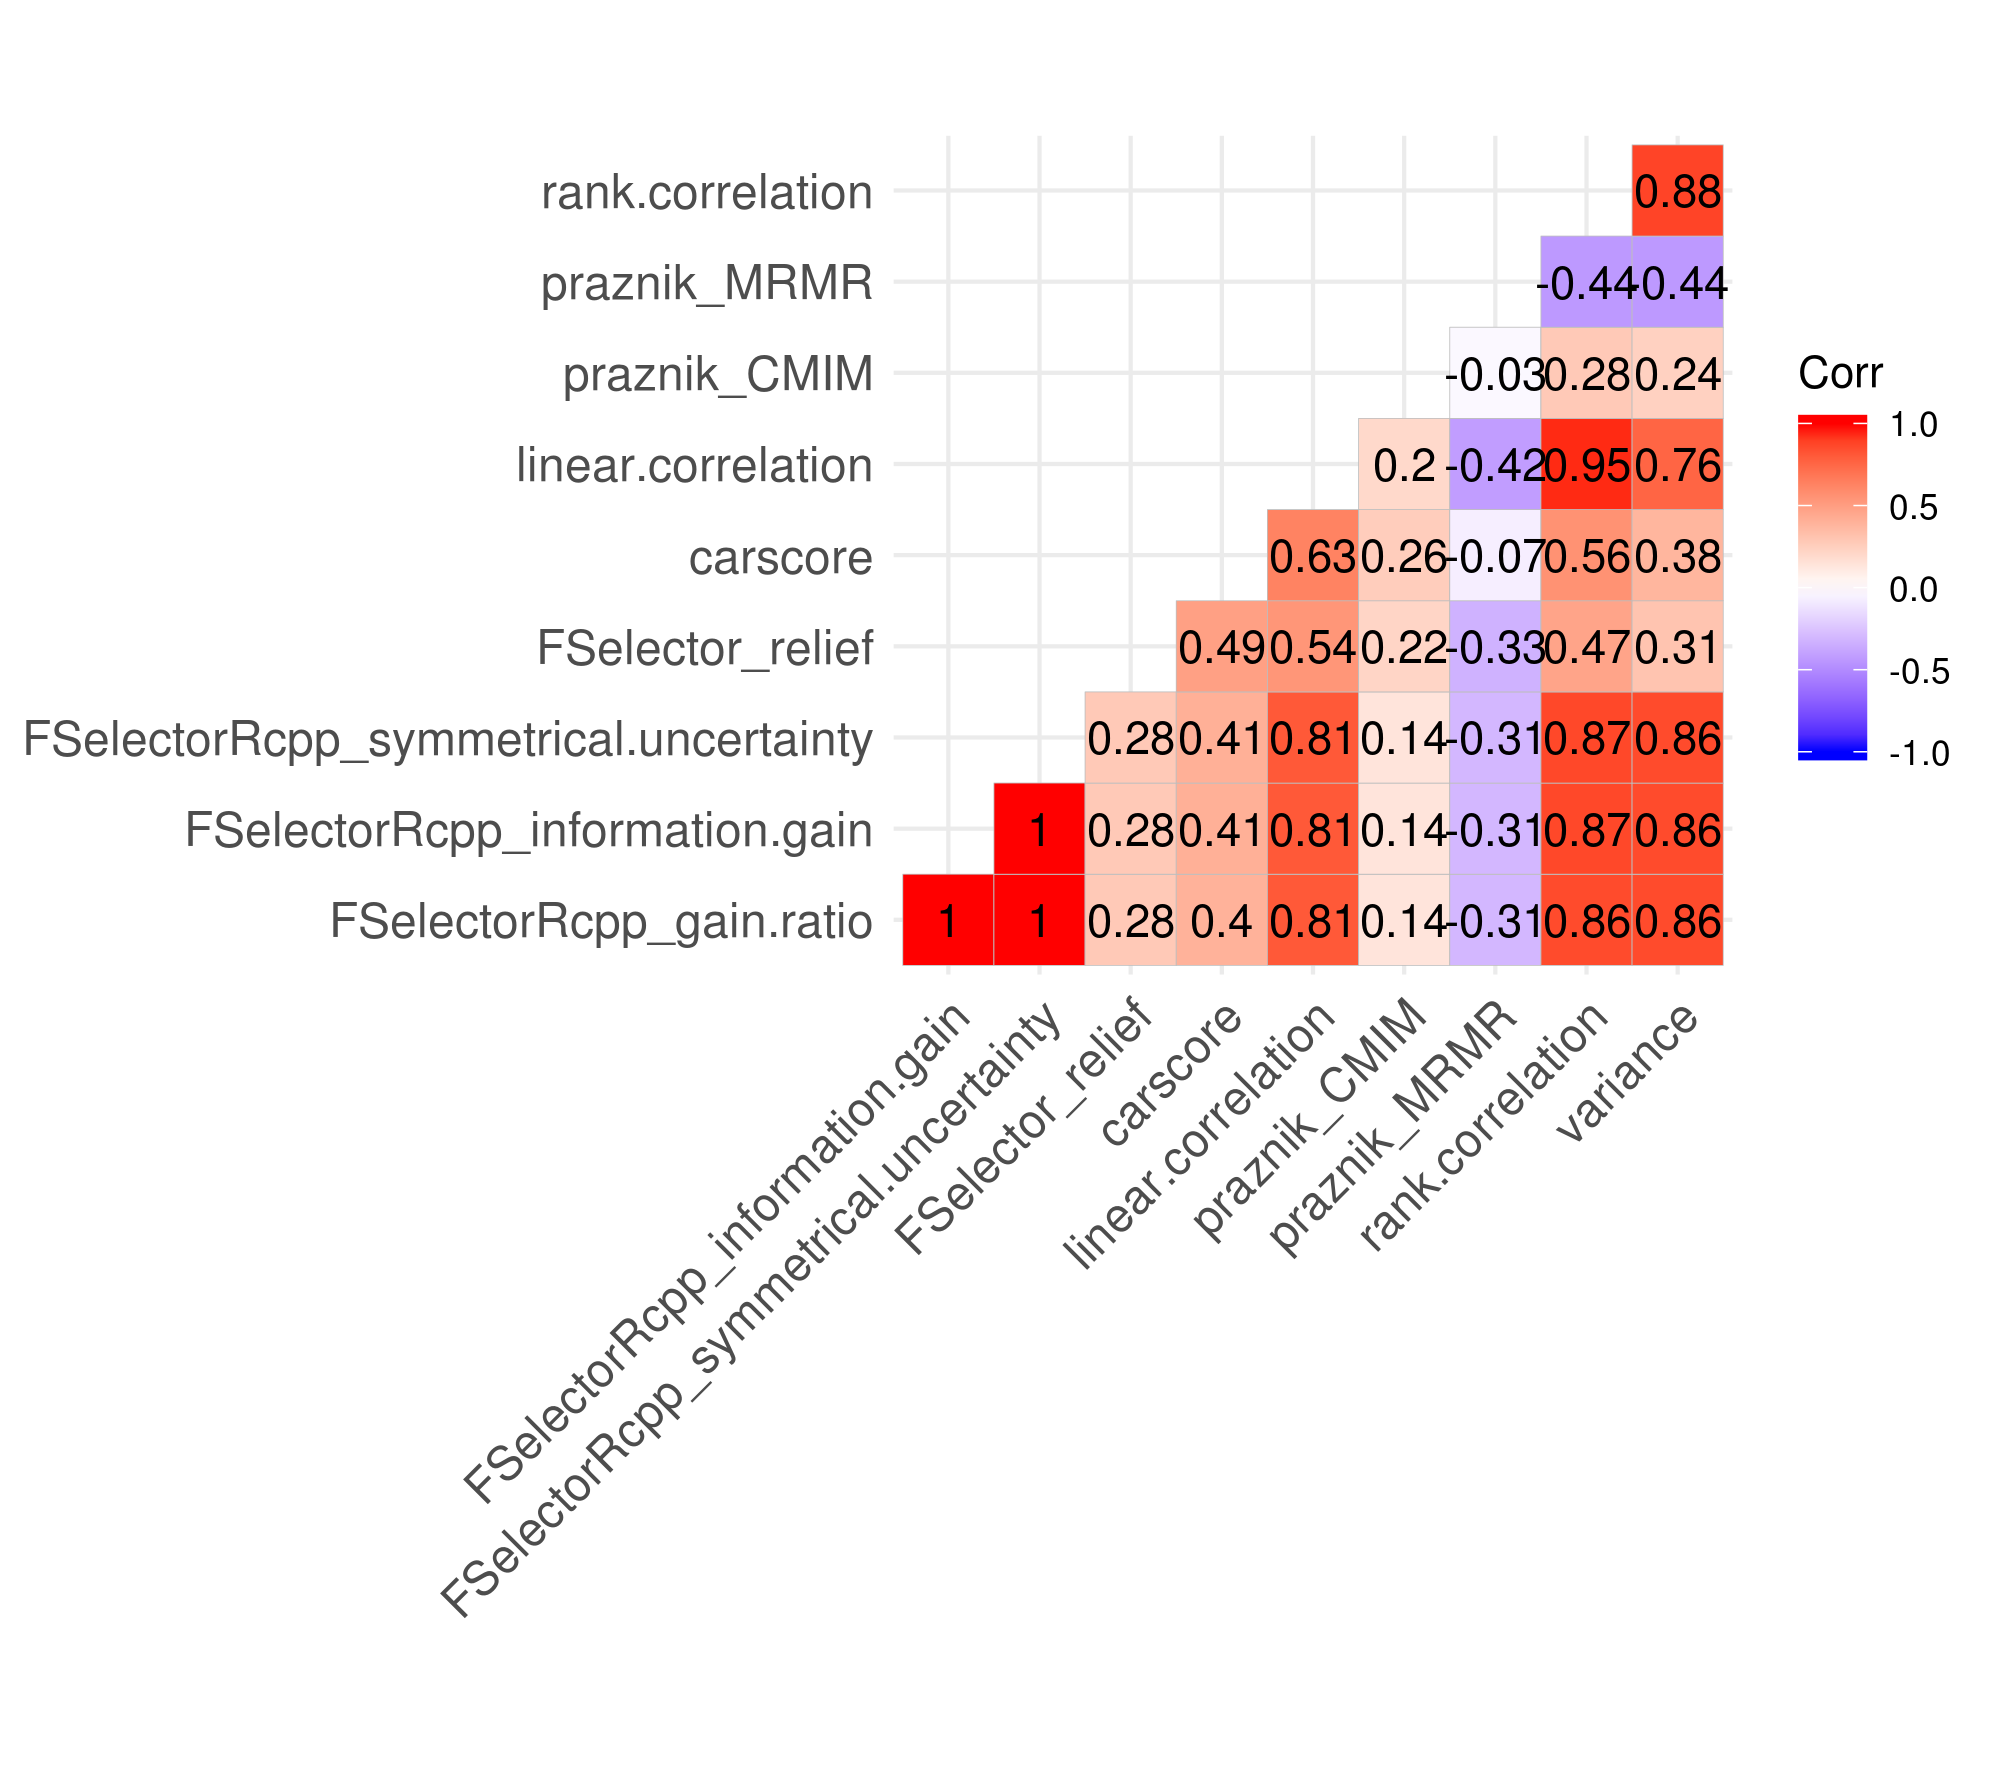 rank.correlation 0.88
praznik_MRMR -0.44 -0.44
praznik_CMIM -0.03 0.28 0.24
linear.correlation 0.2 -0.42 0.95 0.76
carscore 0.63 0.26 -0.07 0.56 0.38
FSelector_relief 0.49 0.54 0.22 -0.33 0.47 0.31
FSelectorRcpp_symmetrical.uncertainty 0.28 0.41 0.81 0.14 -0.31 0.87 0.86
FSelectorRcpp_information.gain 1 0.28 0.41 0.81 0.14 -0.31 0.87 0.86
FSelectorRcpp_gain.ratio 1 1 0.28 0.4 0.81 0.14 -0.31 0.86 0.86
FSelectorRcpp_information.gain
FSelectorRcpp_symmetrical.uncertainty
FSelector_relief
carscore
linear.correlation
praznik_CMIM
praznik_MRMR
rank.correlation
variance
Corr
1.0
0.5
0.0
-0.5
-1.0